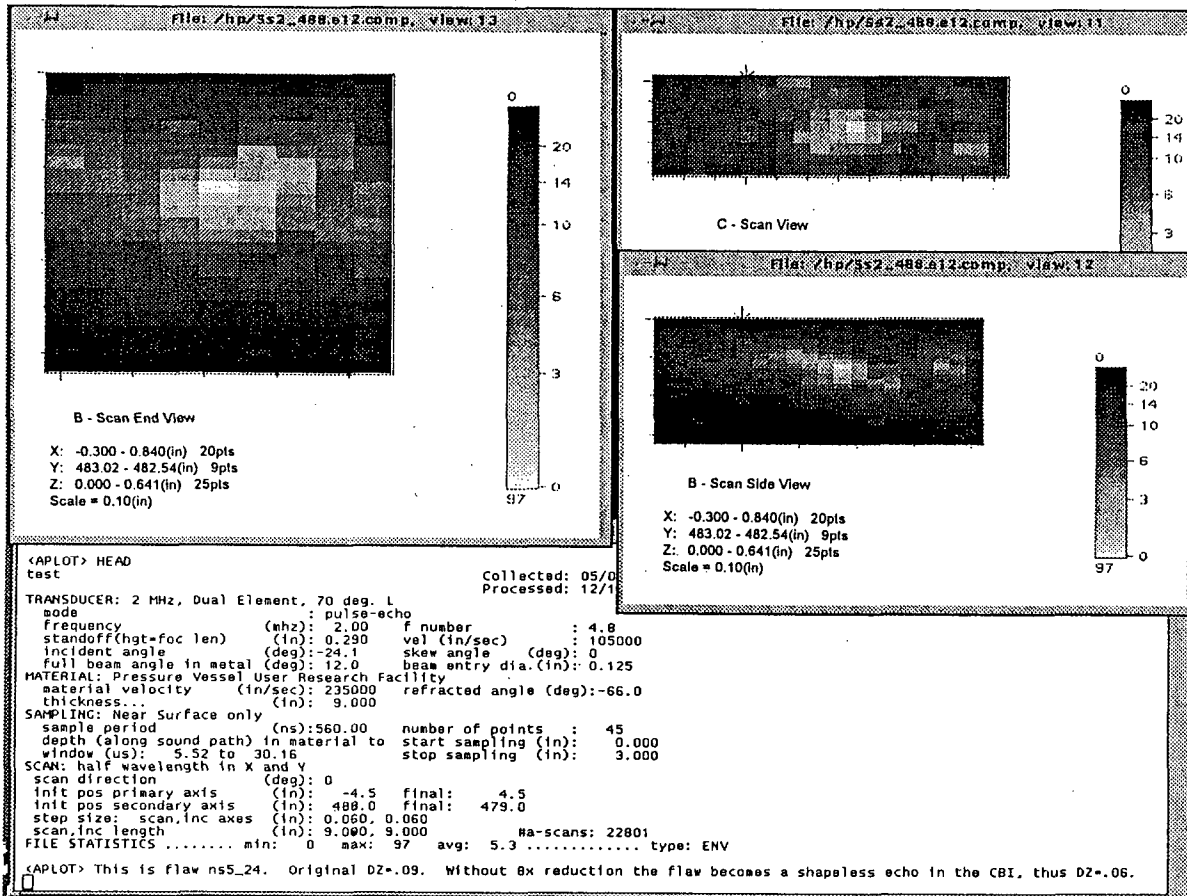 File: /hp/5s2_488.e12.comp, view: 13
0
20
14
10
6
3
0
97
B - Scan End View
X: -0.300 - 0.840(in) 20pts
Y: 483.02 - 482.54(in) 9pts
Z: 0.000 - 0.641(in) 25pts
Scale = 0.10(in)
File: /hp/5s2_488.e12.comp, view: 11
0
20
14
10
6
3
C - Scan View
File: /hp/5s2_488.e12.comp, view: 12
0
20
14
10
6
3
0
97
B - Scan Side View
X: -0.300 - 0.840(in) 20pts
Y: 483.02 - 482.54(in) 9pts
Z: 0.000 - 0.641(in) 25pts
Scale = 0.10(in)
<APLOT> HEAD
test Collected: 05/0
Processed: 12/1
TRANSDUCER: 2 MHz, Dual Element, 70 deg. L
mode : pulse-echo
frequency (mhz): 2.00 f number : 4.8
standoff(hgt=foc len) (in): 0.290 vel (in/sec) : 105000
incident angle (deg):-24.1 skew angle (deg): 0
full beam angle in metal (deg): 12.0 beam entry dia.(in): 0.125
MATERIAL: Pressure Vessel User Research Facility
material velocity (in/sec): 235000 refracted angle (deg):-66.0
thickness... (in): 9.000
SAMPLING: Near Surface only
sample period (ns):560.00 number of points : 45
depth (along sound path) in material to start sampling (in): 0.000
window (us): 5.52 to 30.16 stop sampling (in): 3.000
SCAN: half wavelength in X and Y
scan direction (deg): 0
init pos primary axis (in): -4.5 final: 4.5
init pos secondary axis (in): 488.0 final: 479.0
step size: scan,inc axes (in): 0.060, 0.060
scan,inc length (in): 9.000, 9.000 #a-scans: 22801
FILE STATISTICS ........ min: 0 max: 97 avg: 5.3 ............. type: ENV
<APLOT> This is flaw ns5_24. Original DZ=.09. Without 8x reduction the flaw becomes a shapeless echo in the CBI, thus DZ=.06.